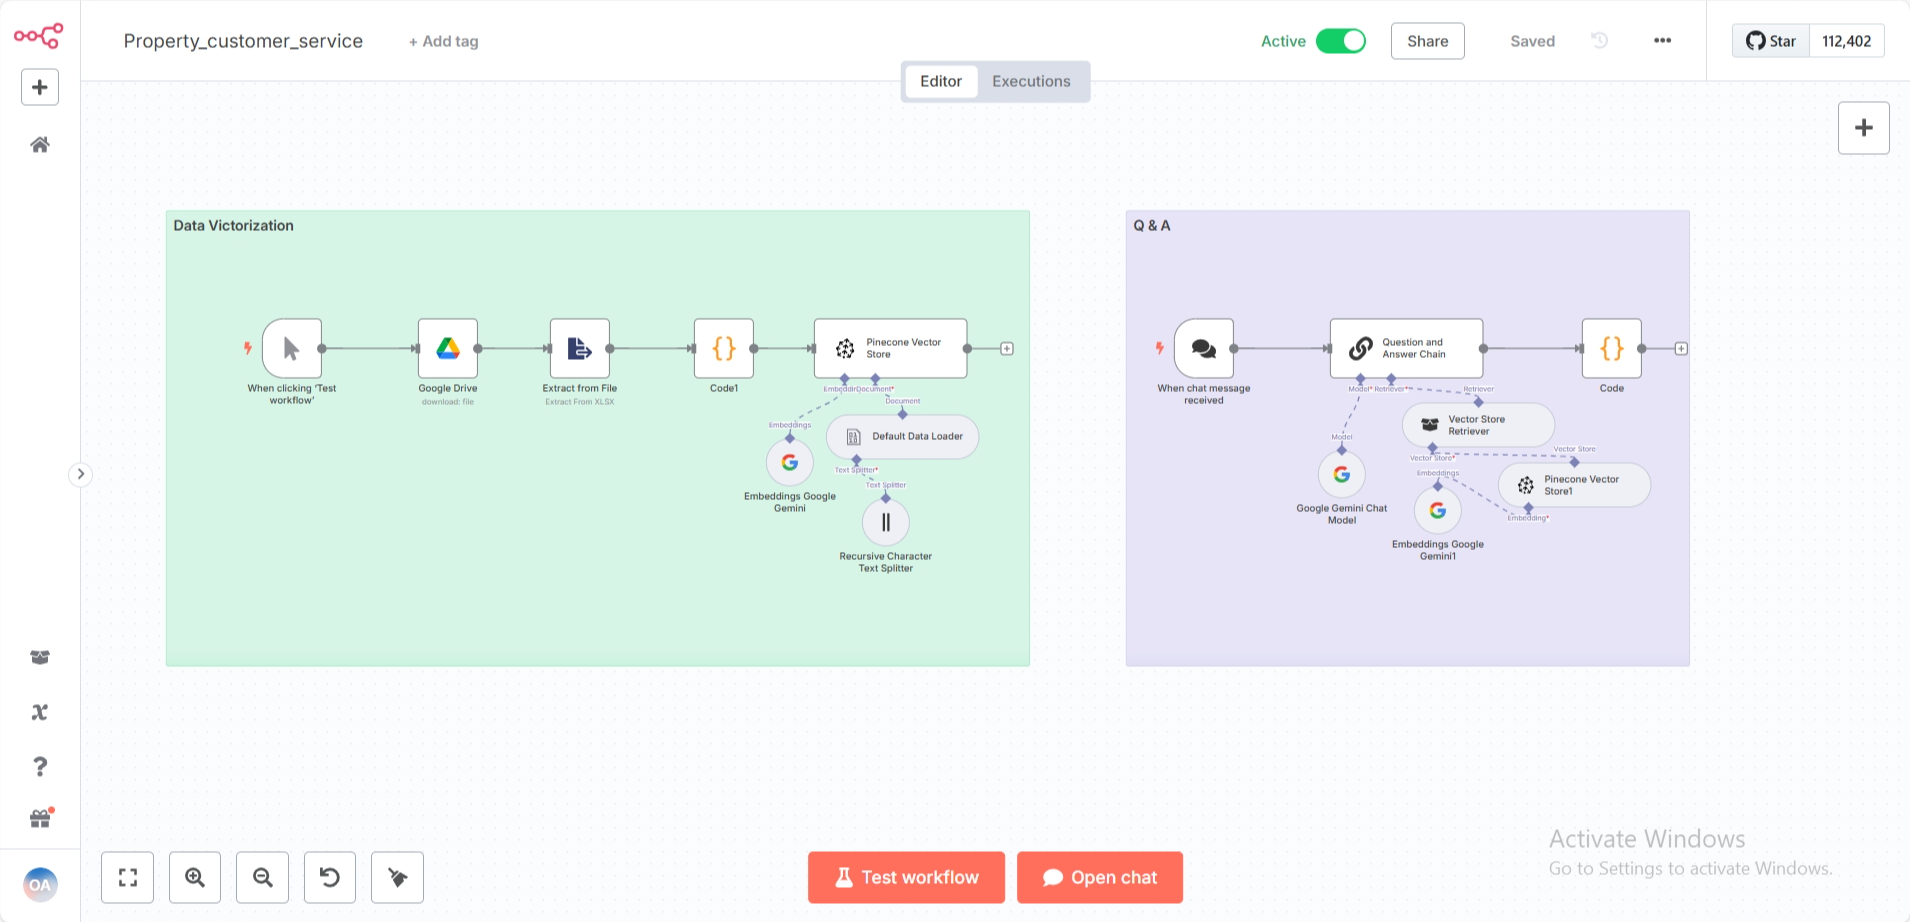 Property_customer_service
+ Add tag
Active
Share
Saved
Star
112,402
Editor
Executions
Data Victorization
When clicking 'Test
workflow'
Google Drive
download: file
Extract from File
Extract From XLSX
Code1
Pinecone Vector
Store
Document*
Document
Embeddings
Default Data Loader
Text Splitter*
Text Splitter
Embeddings Google
Gemini
Recursive Character
Text Splitter
Q & A
When chat message
received
Question and
Answer Chain
Code
Model*
Retriever*
Retriever
Vector Store
Retriever
Model
Vector Store*
Vector Store
Embeddings
Pinecone Vector
Store1
Embedding*
Google Gemini Chat
Model
Embeddings Google
Gemini1
Activate Windows
Go to Settings to activate Windows.
OA
Test workflow
Open chat